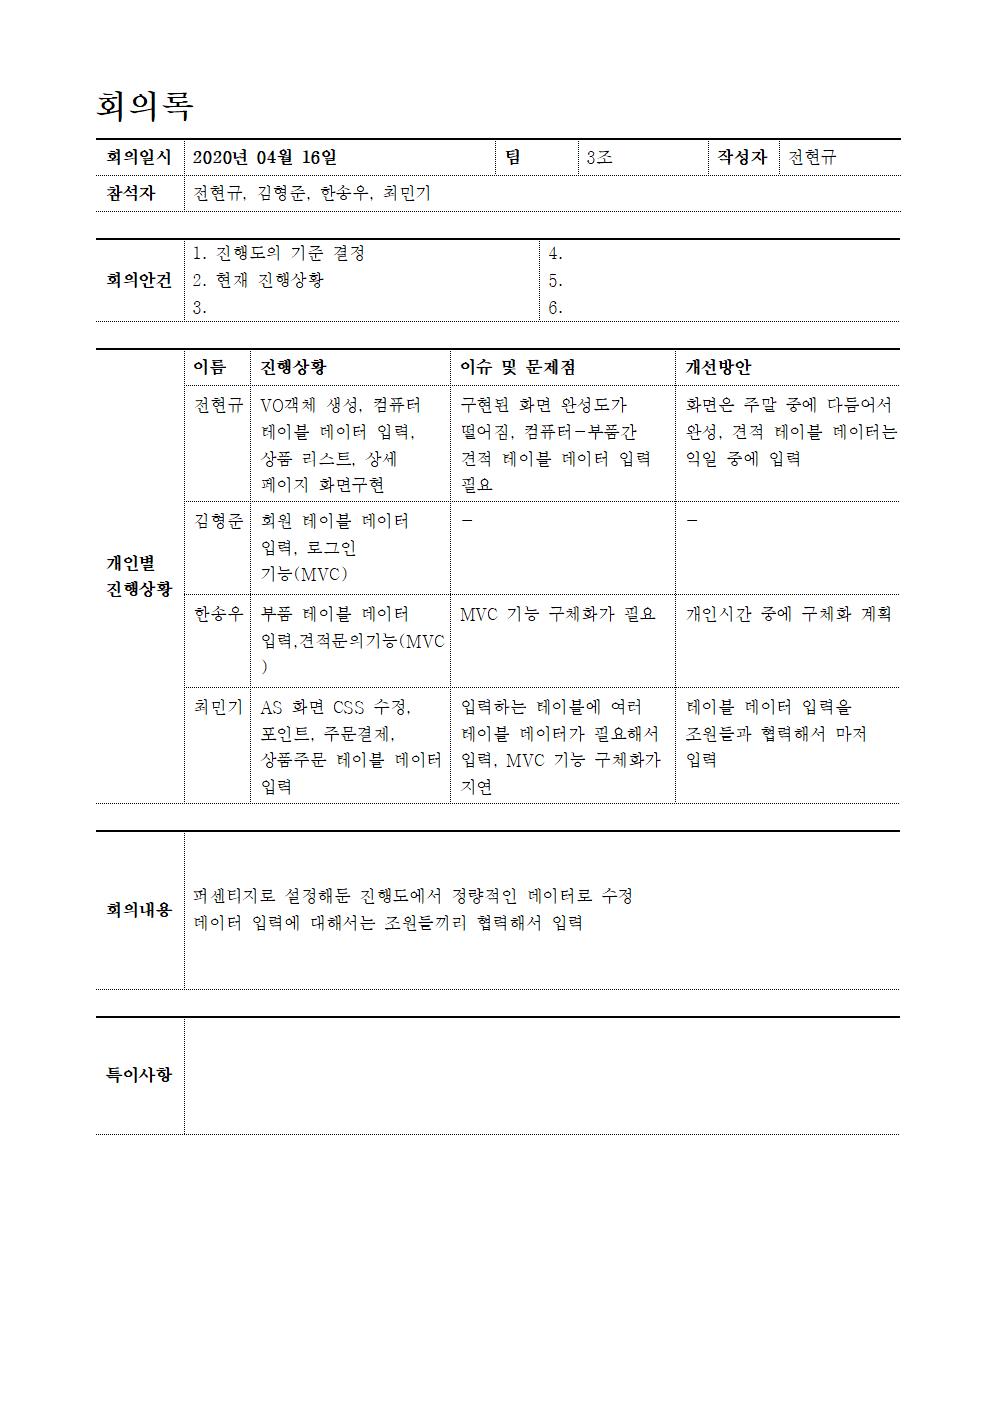 회의록
회의일시 2020년 04월 16일 팀 3조 작성자 전현규
참석자 전현규, 김형준, 한송우, 최민기
회의안건
1. 진행도의 기준 결정
2. 현재 진행상황
3.
4.
5.
6.
개인별
진행상황
이름 진행상황 이슈 및 문제점 개선방안
전현규
VO객체 생성, 컴퓨터
테이블 데이터 입력,
상품 리스트, 상세
페이지 화면구현
구현된 화면 완성도가
떨어짐, 컴퓨터-부품간
견적 테이블 데이터 입력
필요
화면은 주말 중에 다듬어서
완성, 견적 테이블 데이터는
익일 중에 입력
김형준
회원 테이블 데이터
입력, 로그인
기능(MVC)
-
-
한송우
부품 테이블 데이터
입력,견적문의기능(MVC
)
MVC 기능 구체화가 필요
개인시간 중에 구체화 계획
최민기
AS 화면 CSS 수정,
포인트, 주문결제,
상품주문 테이블 데이터
입력
입력하는 테이블에 여러
테이블 데이터가 필요해서
입력, MVC 기능 구체화가
지연
테이블 데이터 입력을
조원들과 협력해서 마저
입력
회의내용
퍼센티지로 설정해둔 진행도에서 정량적인 데이터로 수정
데이터 입력에 대해서는 조원들끼리 협력해서 입력
특이사항